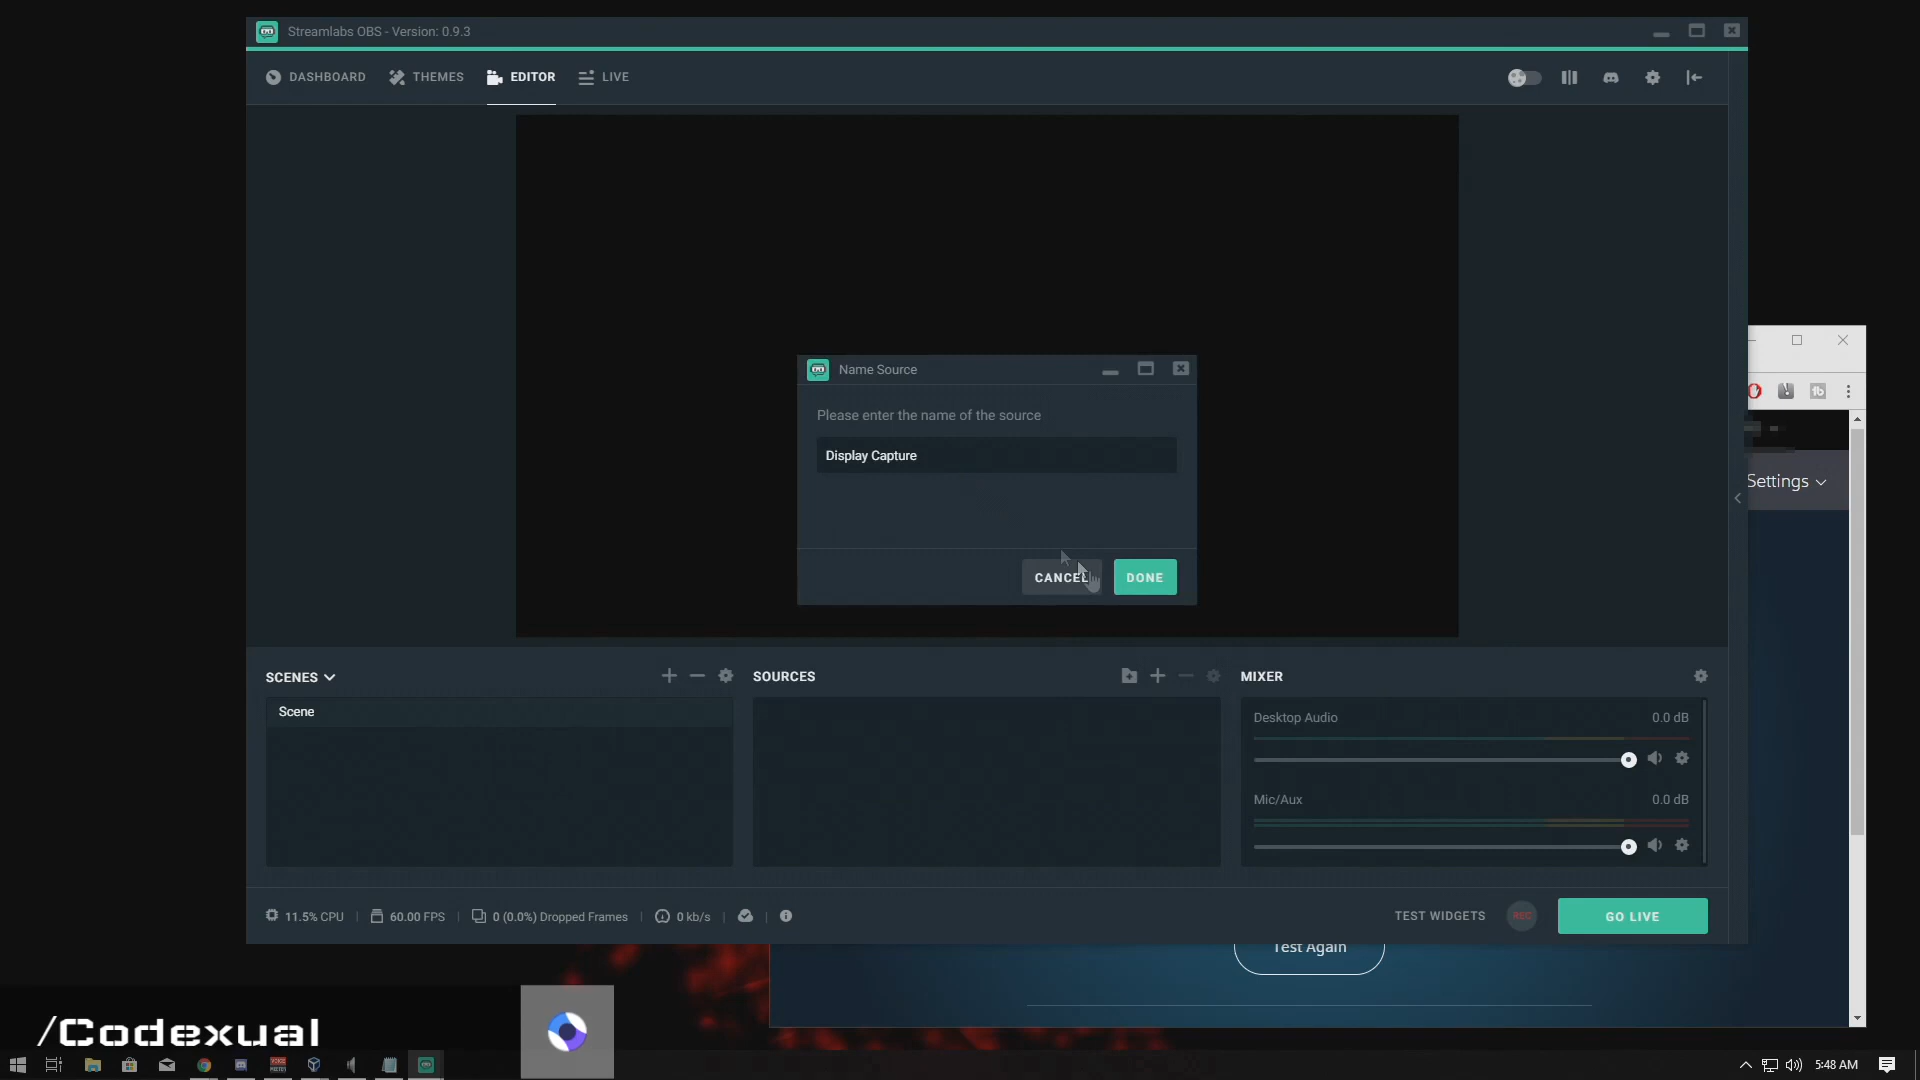 Streamlabs OBS - Version: 0.9.3
DASHBOARD THEMES EDITOR LIVE
Name Source
Please enter the name of the source
Display Capture
CANCEL DONE
Settings
SCENES SOURCES MIXER
Scene
Desktop Audio 0.0 dB
Mic/Aux 0.0 dB
11.5% CPU 60.00 FPS 0 (0.0%) Dropped Frames 0 kb/s TEST WIDGETS REC GO LIVE
Test Again
/Codexual
5:48 AM